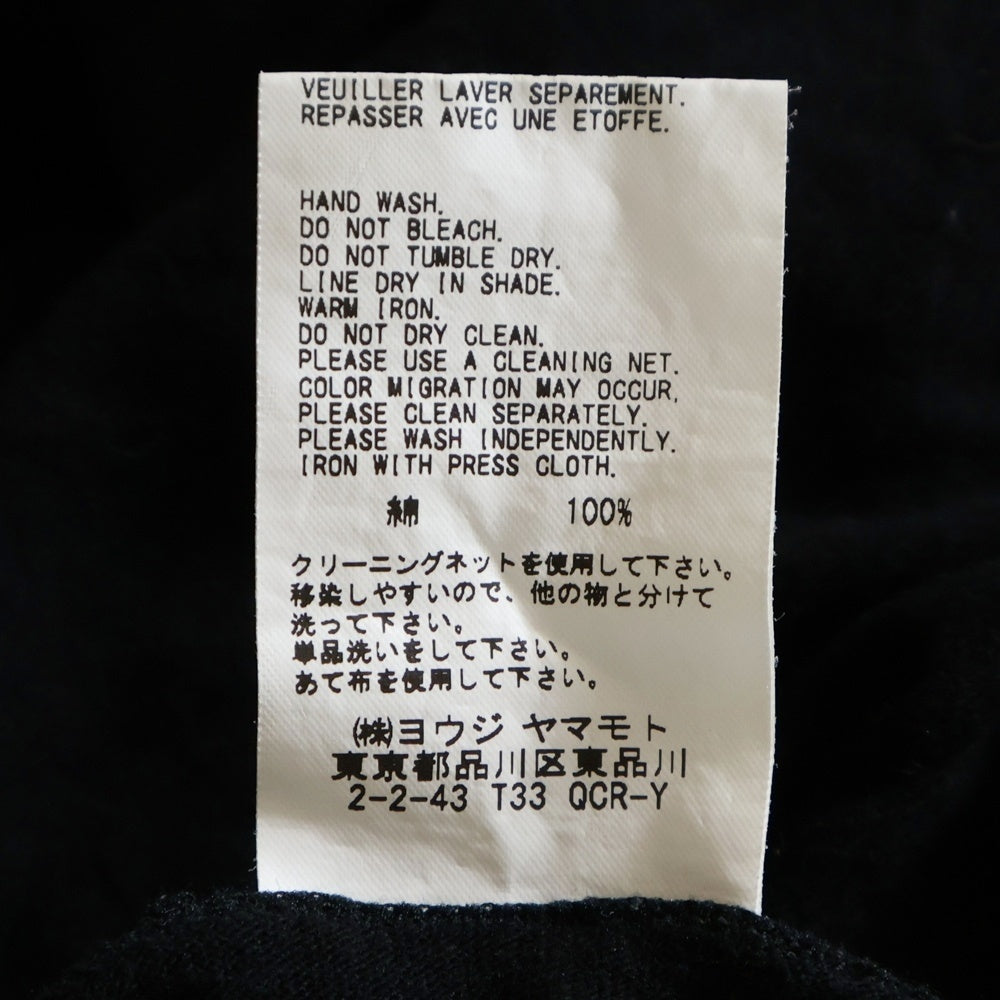 VEUILLER LAVER SEPAREMENT.
REPASSER AVEC UNE ETOFFE.
HAND WASH.
DO NOT BLEACH.
DO NOT TUMBLE DRY.
LINE DRY IN SHADE.
WARM IRON.
DO NOT DRY CLEAN.
PLEASE USE A CLEANING NET.
COLOR MIGRATION MAY OCCUR,
PLEASE CLEAN SEPARATELY.
PLEASE WASH INDEPENDENTLY.
IRON WITH PRESS CLOTH.
綿 100%
クリーニングネットを使用して下さい。
移染しやすいので、他の物と分けて
洗って下さい。
単品洗いをして下さい。
あて布を使用して下さい。
㈱ヨウジ ヤマモト
東京都品川区東品川
2-2-43 T33 QCR-Y